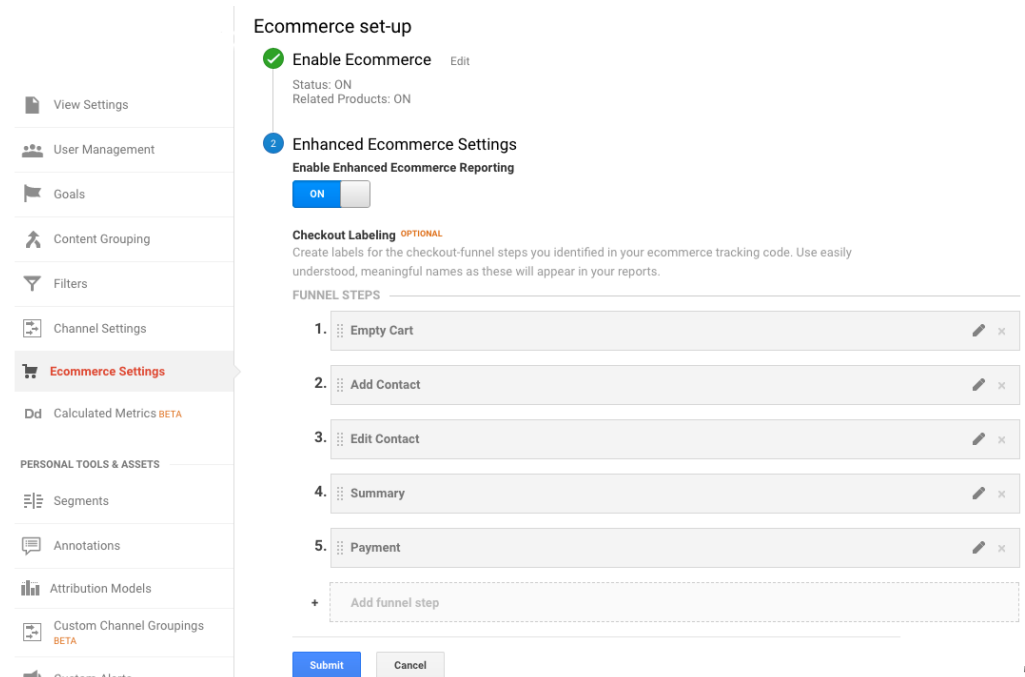 Ecommerce set-up
Enable Ecommerce Edit
Status: ON
Related Products: ON
2 Enhanced Ecommerce Settings
Enable Enhanced Ecommerce Reporting
ON
Checkout Labeling OPTIONAL
Create labels for the checkout-funnel steps you identified in your ecommerce tracking code. Use easily
understood, meaningful names as these will appear in your reports.
FUNNEL STEPS
1. Empty Cart
2. Add Contact
3. Edit Contact
4. Summary
5. Payment
+ Add funnel step
Submit Cancel
View Settings
User Management
Goals
Content Grouping
Filters
Channel Settings
Ecommerce Settings
Dd Calculated Metrics BETA
PERSONAL TOOLS & ASSETS
Segments
Annotations
Attribution Models
Custom Channel Groupings
BETA
Custom Alerts